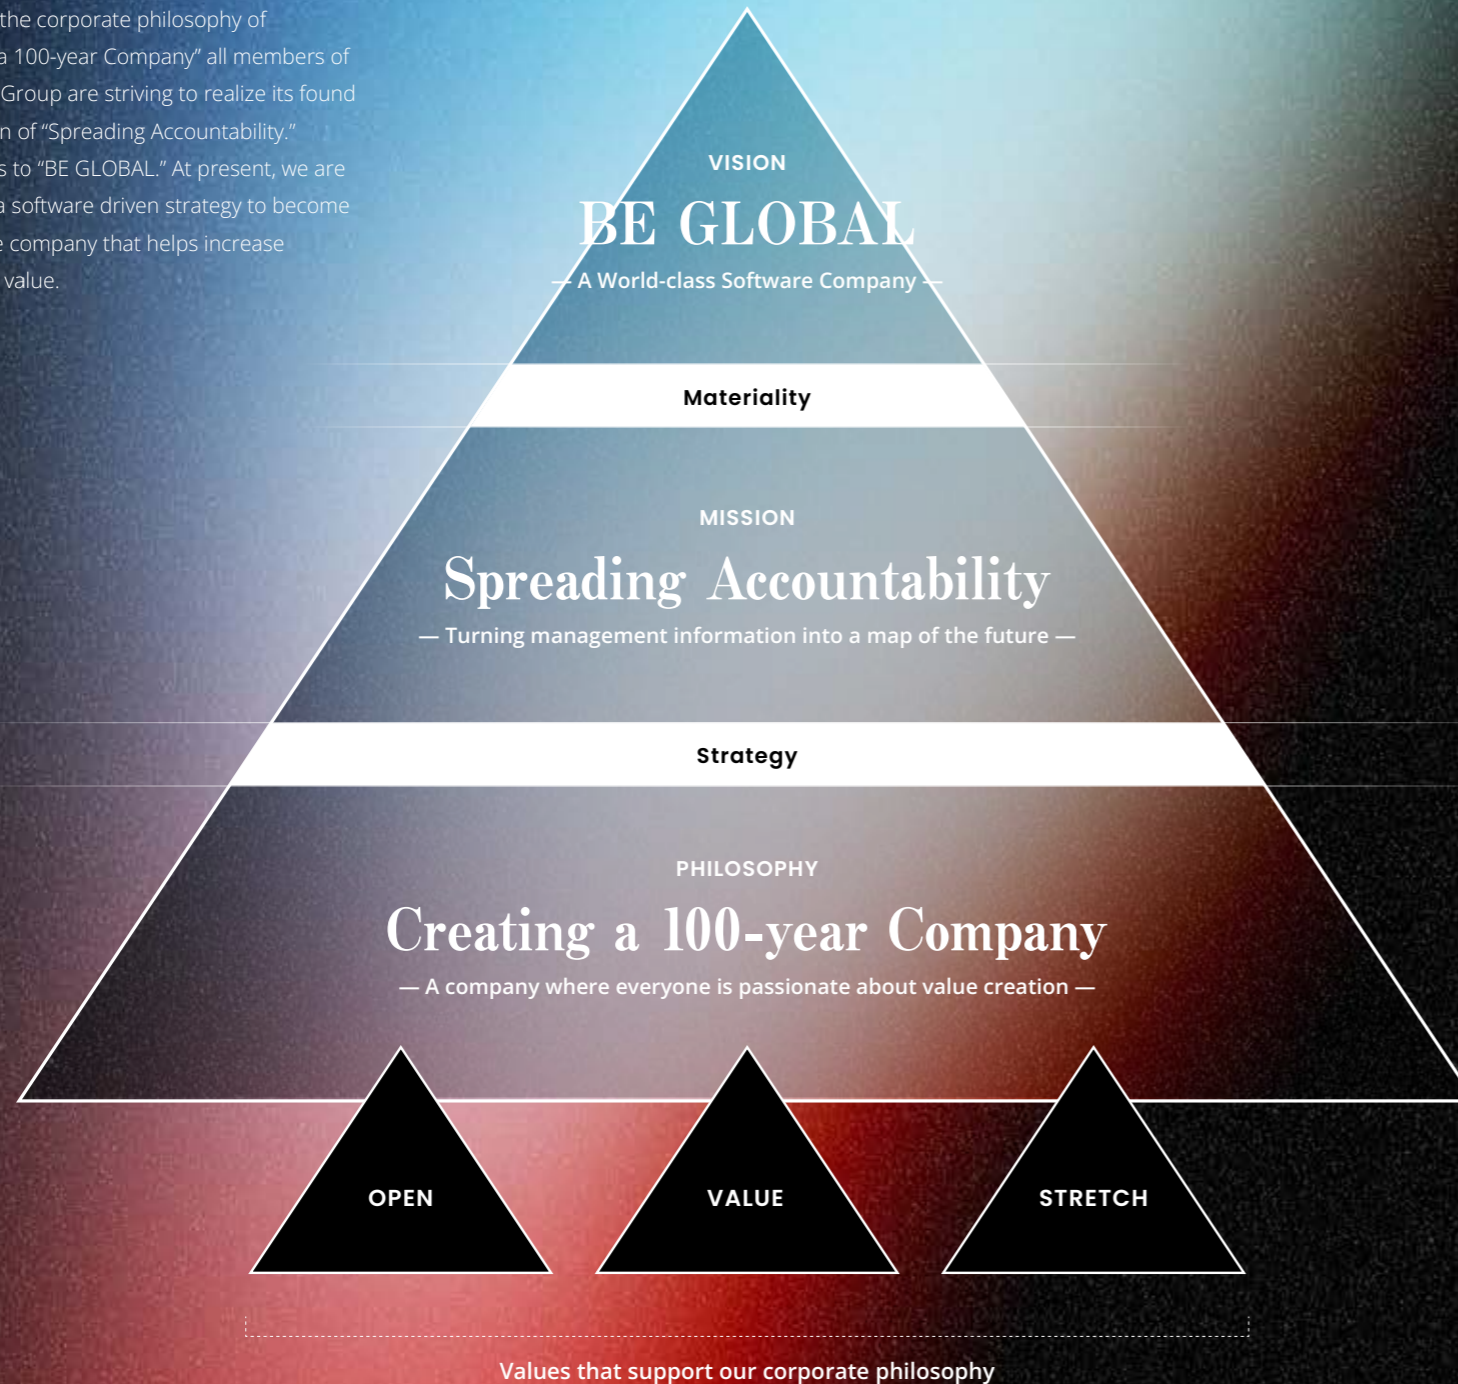 the corporate philosophy of
a 100-year Company” all members of
Group are striving to realize its found
n of “Spreading Accountability.”
s to “BE GLOBAL.” At present, we are
a software driven strategy to become
e company that helps increase
value.
VISION
BE GLOBAL
— A World-class Software Company —
Materiality
MISSION
Spreading Accountability
— Turning management information into a map of the future —
Strategy
PHILOSOPHY
Creating a 100-year Company
— A company where everyone is passionate about value creation —
OPEN
VALUE
STRETCH
Values that support our corporate philosophy